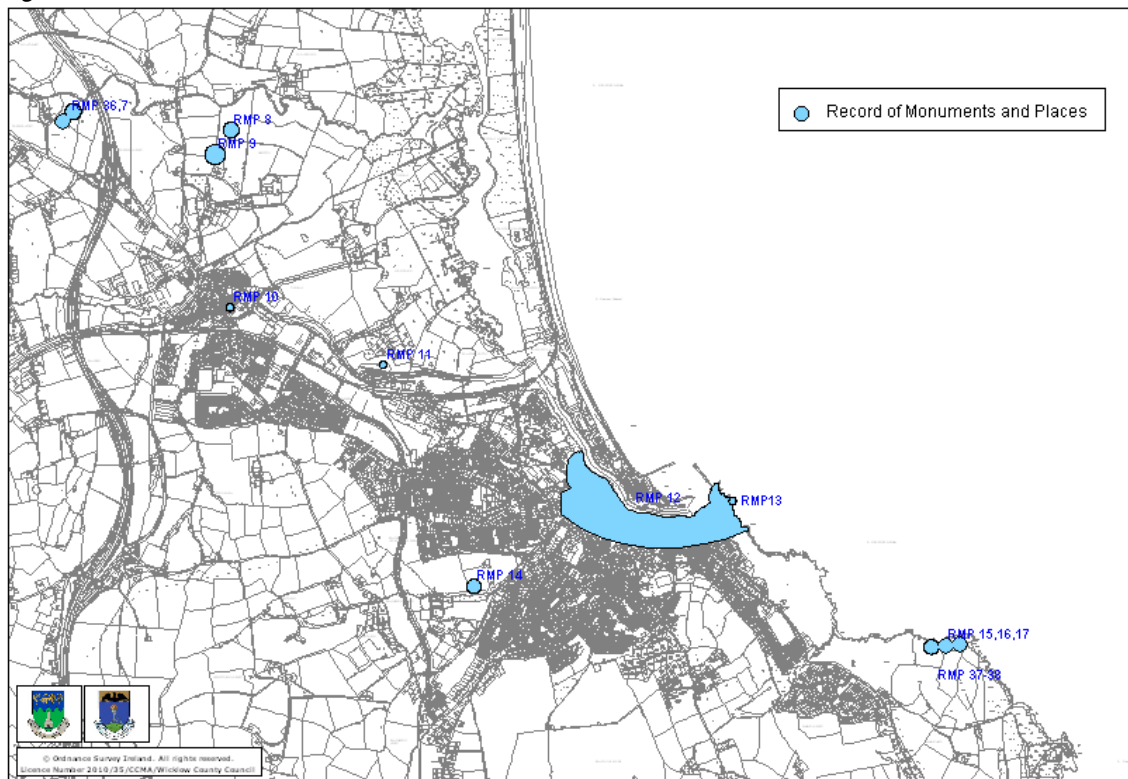 Record of Monuments and Places
RMP 36,7
RMP 8
RMP 9
RMP 10
RMP 11
RMP 12
RMP13
RMP 14
RMP 15,16,17
RMP 37-38
© Ordnance Survey Ireland. All rights reserved.
Licence Number 2010/35/CCMA/Wicklow County Council